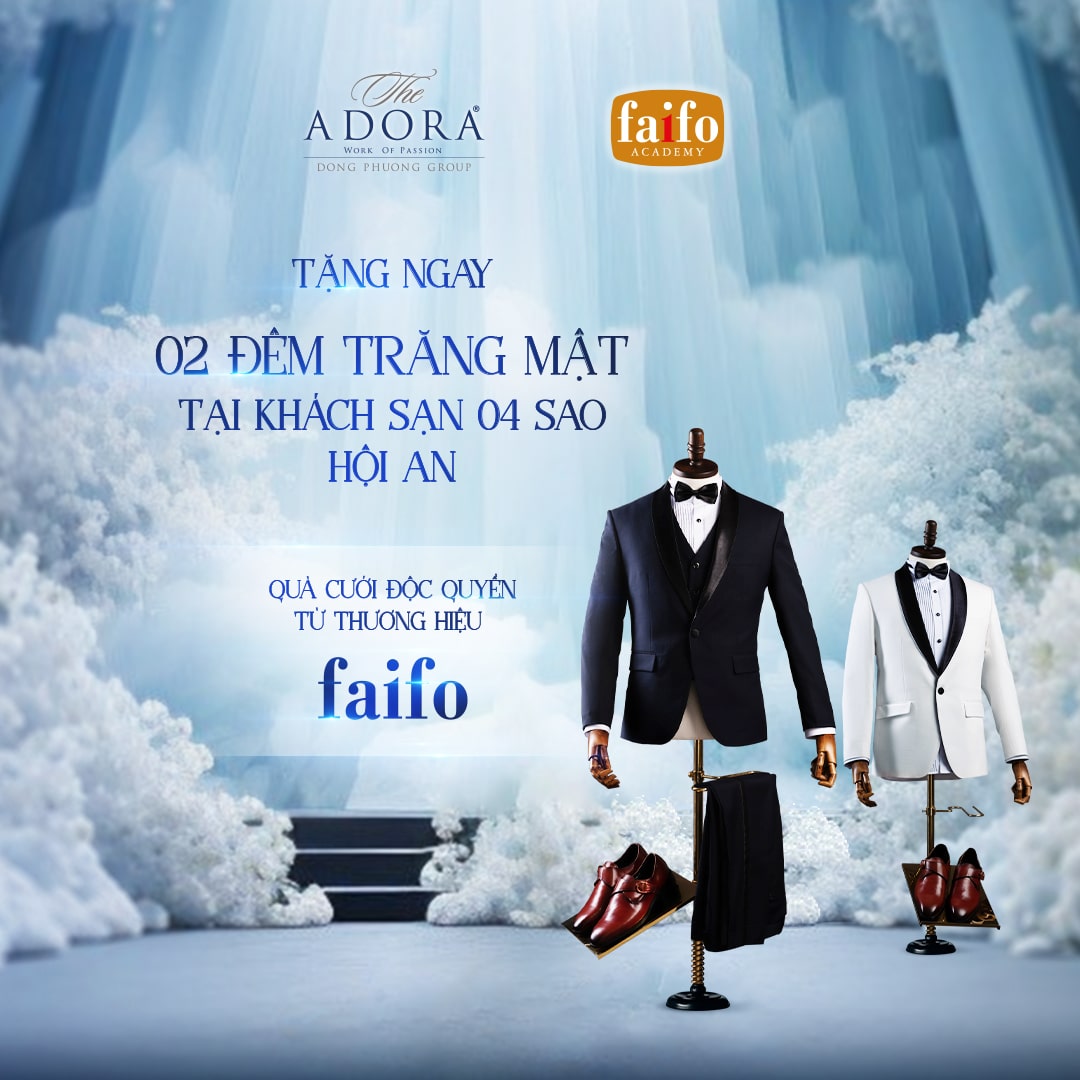 The
ADORA®
WORK OF PASSION
DONG PHUONG GROUP
faifo
ACADEMY
TẶNG NGAY
02 ĐÊM TRĂNG MẬT
TẠI KHÁCH SẠN 04 SAO
HỘI AN
QUÀ CƯỚI ĐỘC QUYỀN
TỪ THƯƠNG HIỆU
faifo